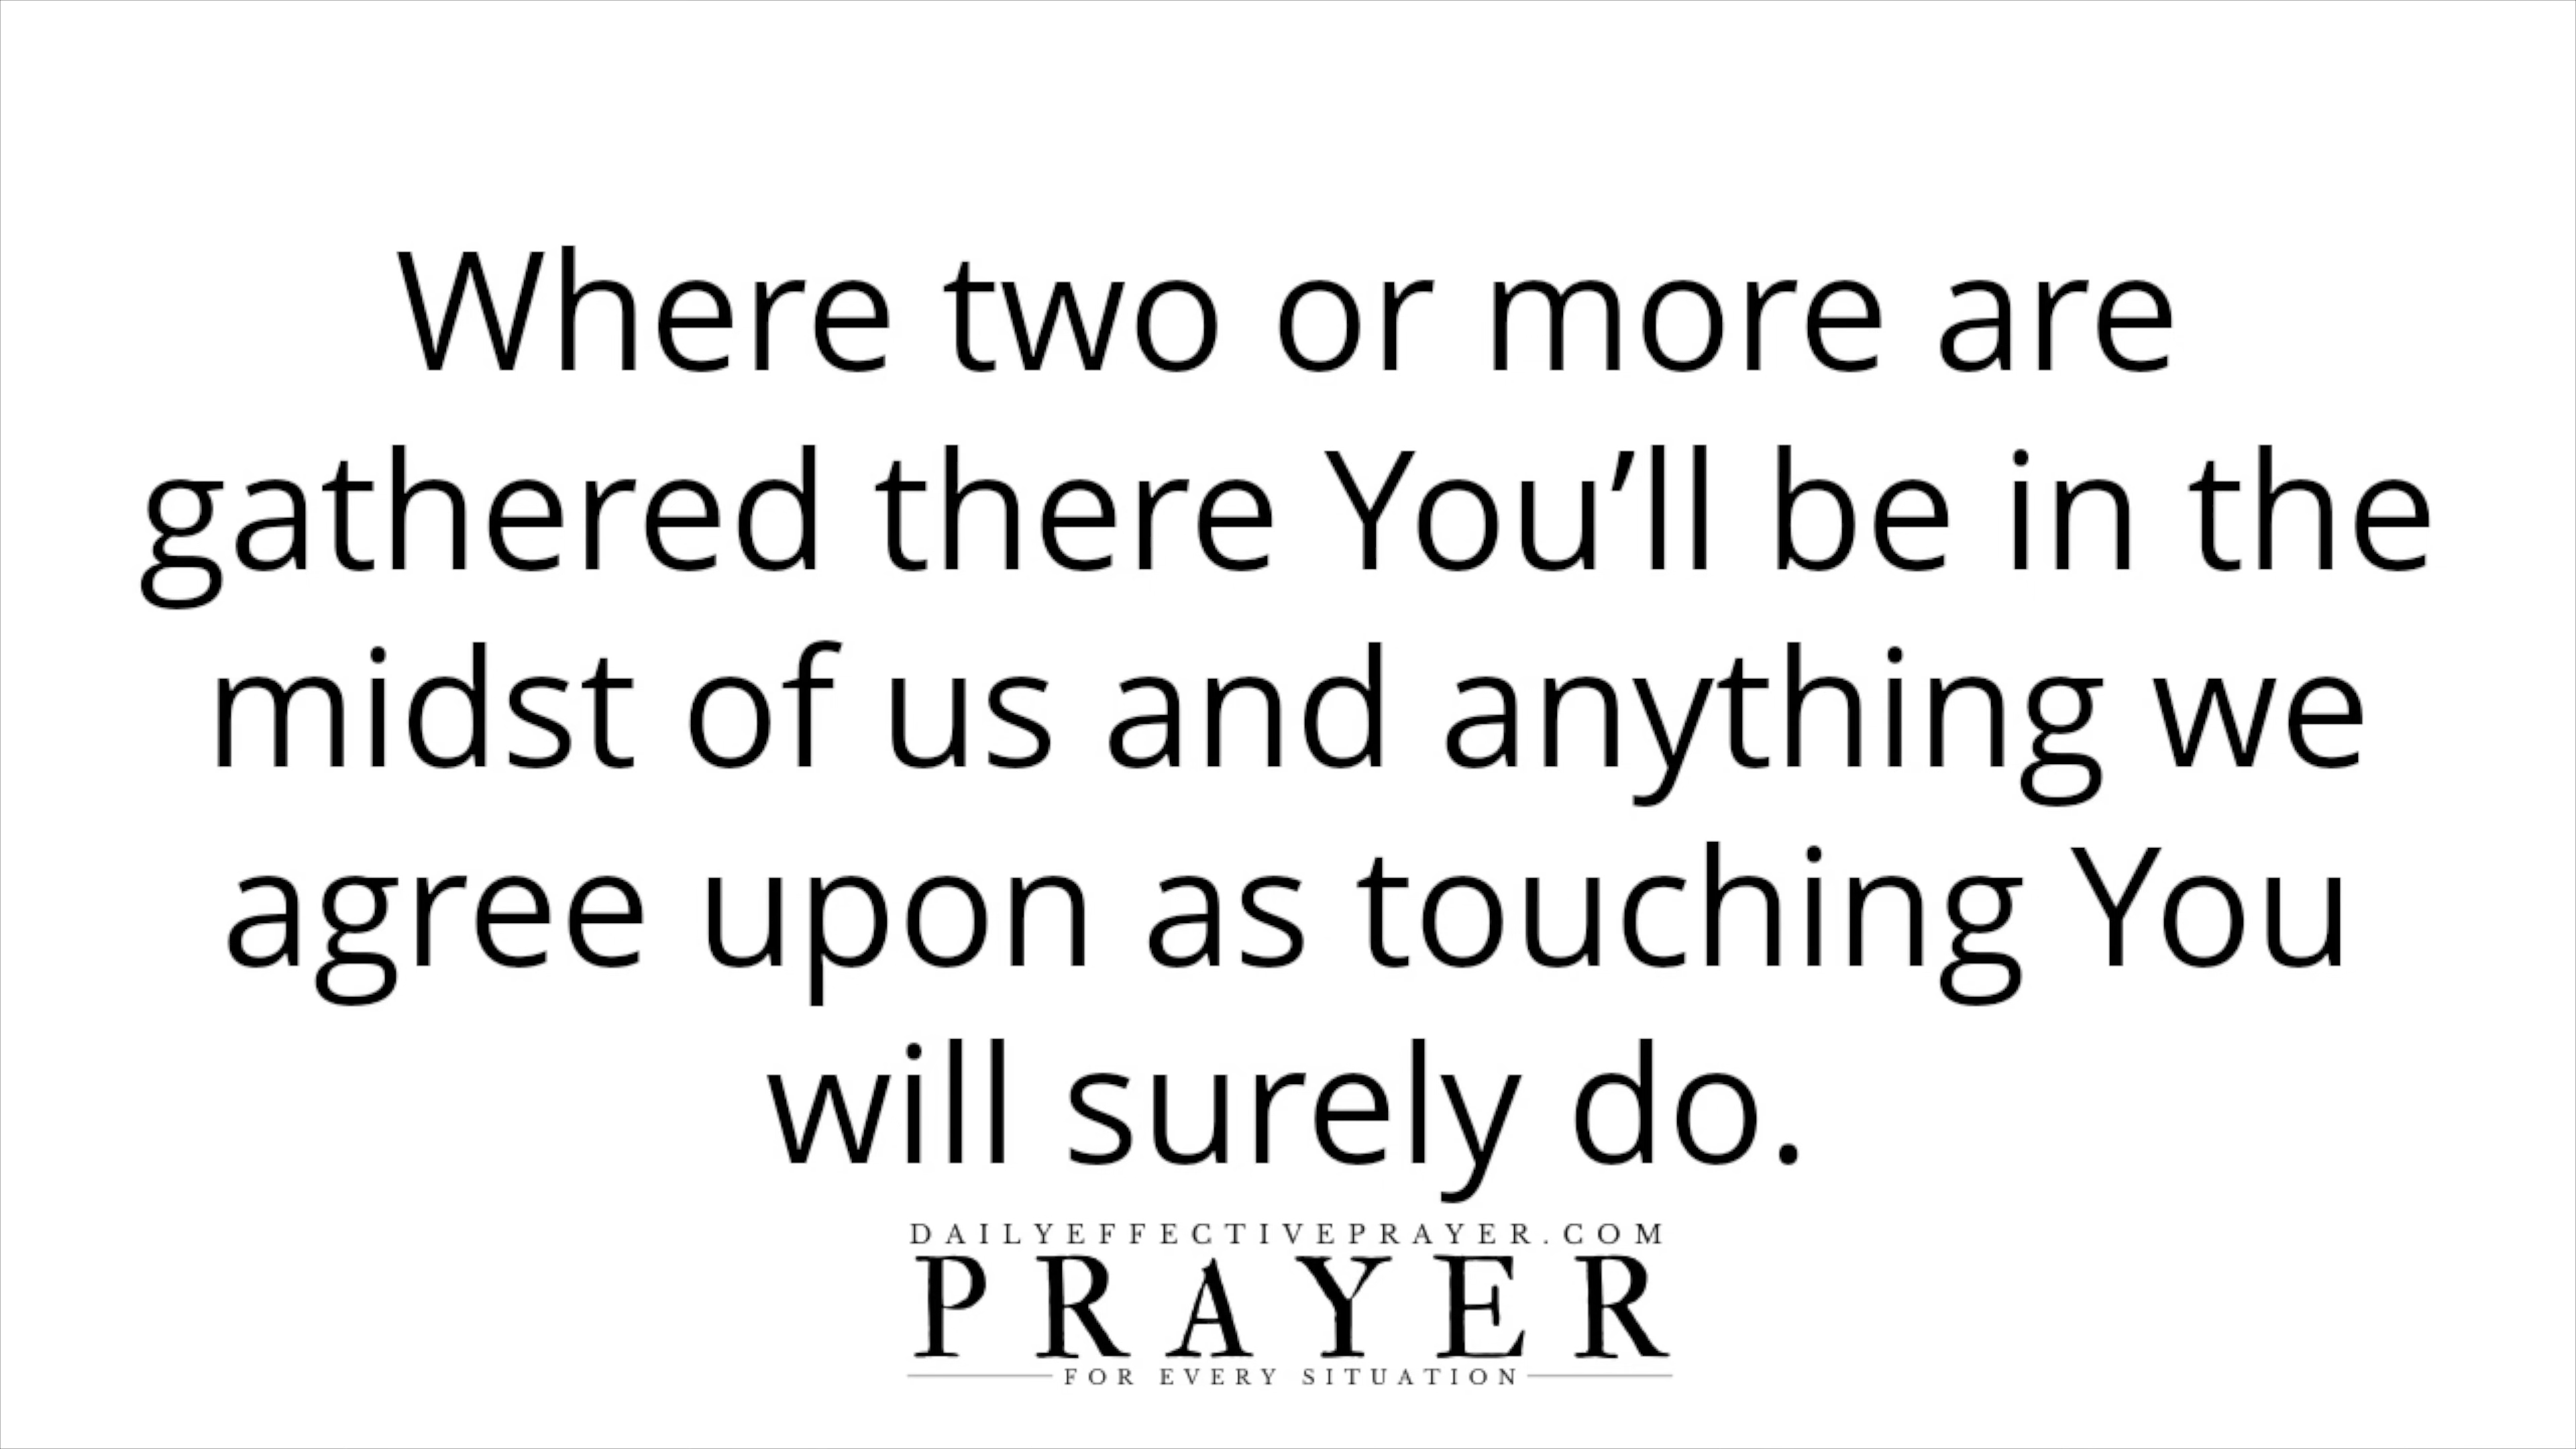 Where two or more are
gathered there You’ll be in the
midst of us and anything we
agree upon as touching You
will surely do.
DAILYEFFECTIVEPRAYER.COM
PRAYER
FOR EVERY SITUATION